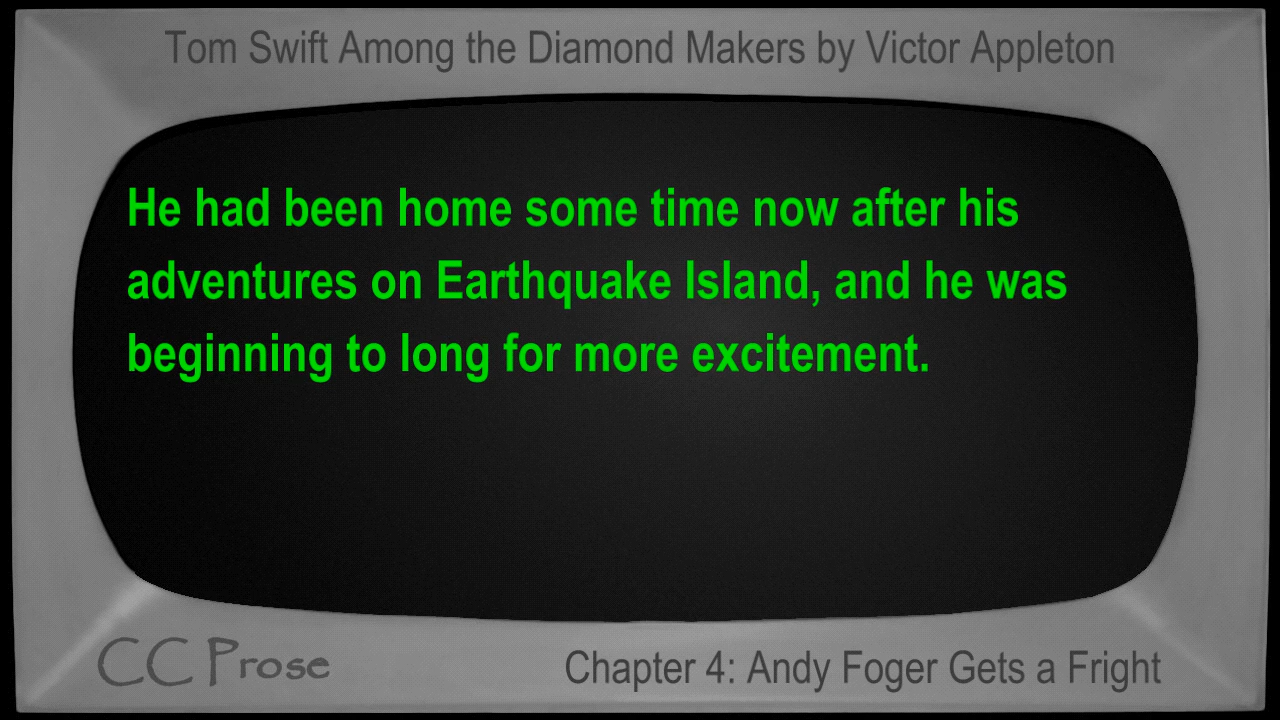 Tom Swift Among the Diamond Makers by Victor Appleton
He had been home some time now after his
adventures on Earthquake Island, and he was
beginning to long for more excitement.
CC Prose
Chapter 4: Andy Foger Gets a Fright